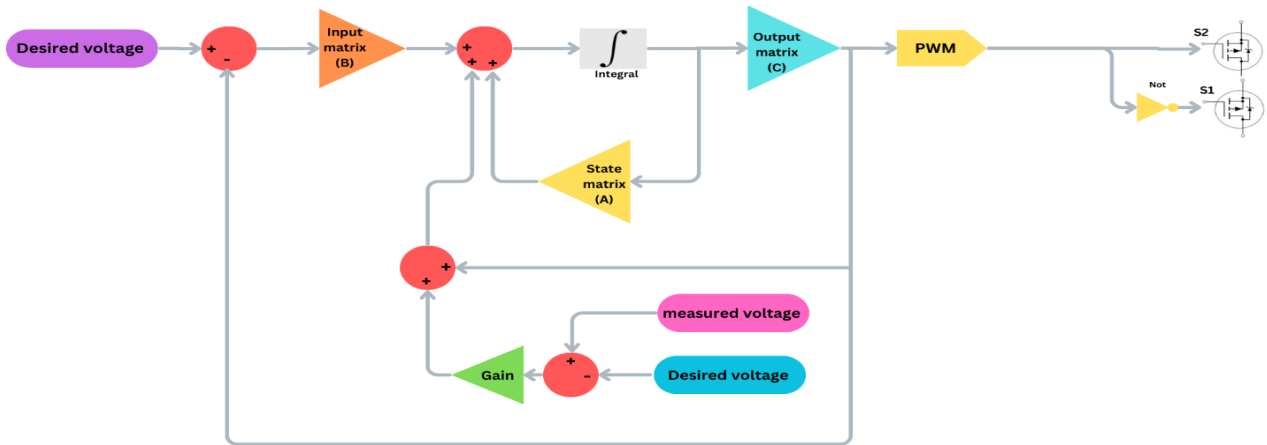 Desired voltage
+
-
Input
matrix
(B)
+
+
+
∫
Integral
Output
matrix
(C)
PWM
S2
Not
S1
State
matrix
(A)
+
+
measured voltage
+
-
Gain
Desired voltage